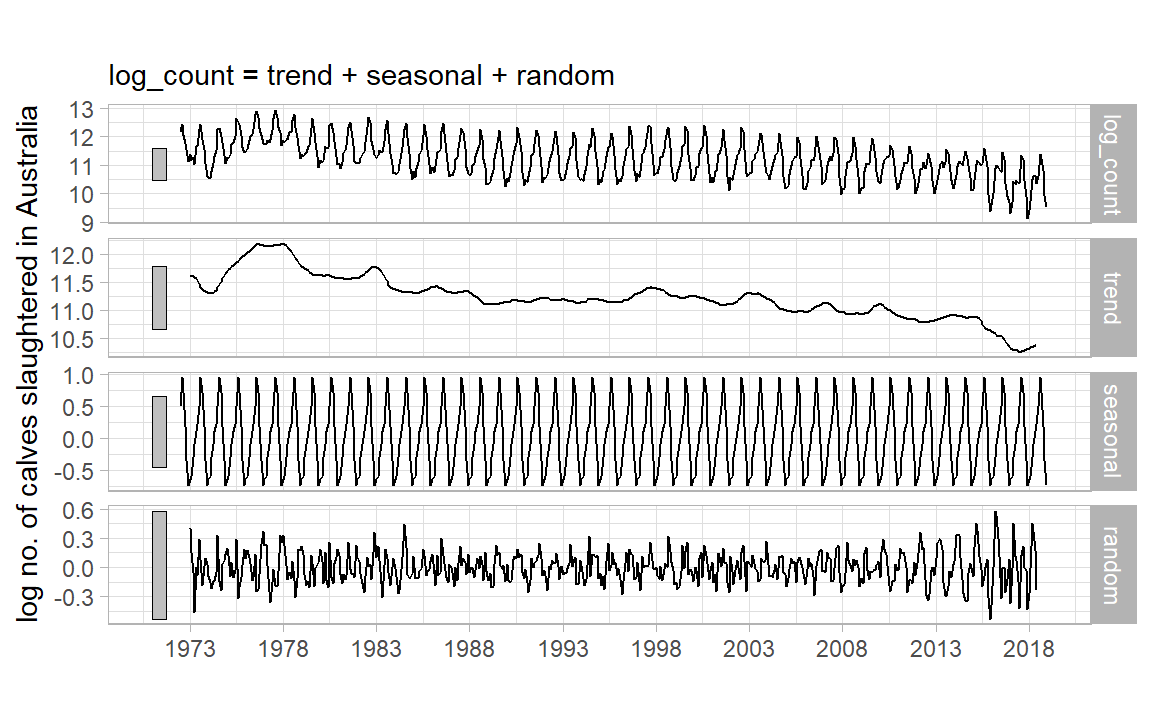 log_count = trend + seasonal + random
log no. of calves slaughtered in Australia
13
12
11
10
9
log_count
12.0
11.5
11.0
10.5
trend
1.0
0.5
0.0
-0.5
seasonal
0.6
0.3
0.0
-0.3
random
1973 1978 1983 1988 1993 1998 2003 2008 2013 2018